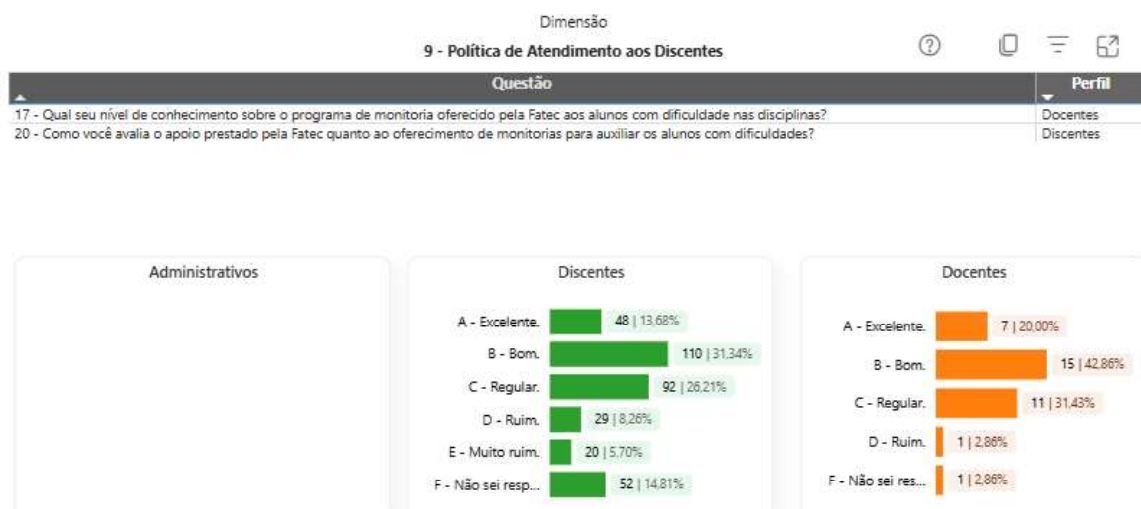 Dimensão
9 - Política de Atendimento aos Discentes
Questão Perfil
17 - Qual seu nível de conhecimento sobre o programa de monitoria oferecido pela Fatec aos alunos com dificuldade nas disciplinas? Docentes
20 - Como você avalia o apoio prestado pela Fatec quanto ao oferecimento de monitorias para auxiliar os alunos com dificuldades? Discentes
Administrativos
Discentes
A - Excelente. 48 | 13,68%
B - Bom. 110 | 31,34%
C - Regular. 92 | 26,21%
D - Ruim. 29 | 8,26%
E - Muito ruim. 20 | 5,70%
F - Não sei resp... 52 | 14,81%
Docentes
A - Excelente. 7 | 20,00%
B - Bom. 15 | 42,86%
C - Regular. 11 | 31,43%
D - Ruim. 1 | 2,86%
F - Não sei res... 1 | 2,86%